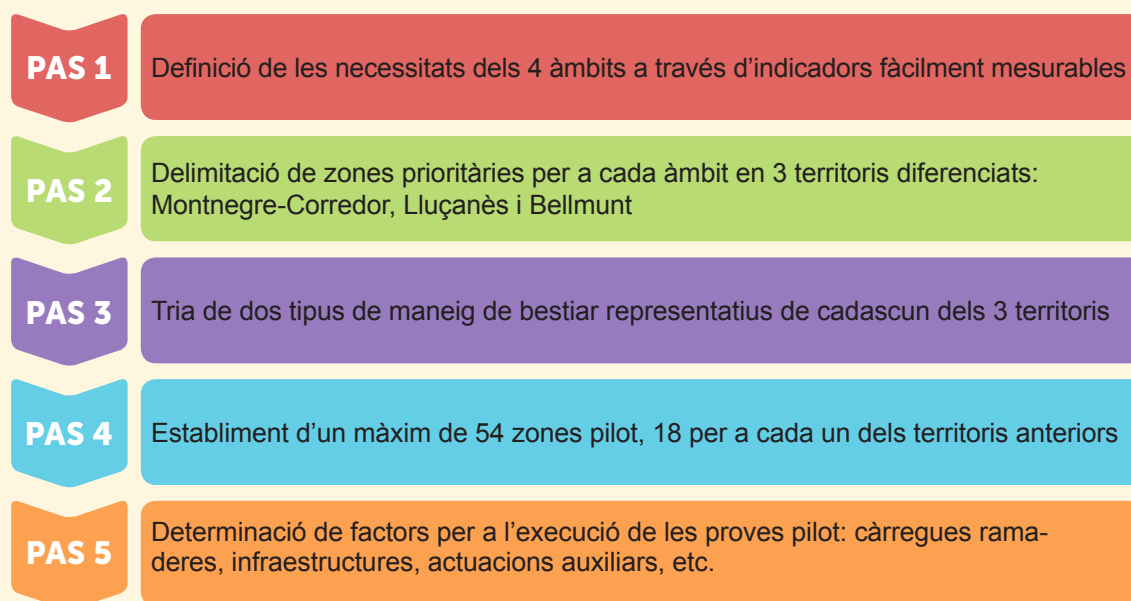 PAS 1
Definició de les necessitats dels 4 àmbits a través d’indicadors fàcilment mesurables
PAS 2
Delimitació de zones prioritàries per a cada àmbit en 3 territoris diferenciats:
Montnegre-Corredor, Lluçanès i Bellmunt
PAS 3
Tria de dos tipus de maneig de bestiar representatius de cadascun dels 3 territoris
PAS 4
Establiment d’un màxim de 54 zones pilot, 18 per a cada un dels territoris anteriors
PAS 5
Determinació de factors per a l’execució de les proves pilot: càrregues rama-
deres, infraestructures, actuacions auxiliars, etc.